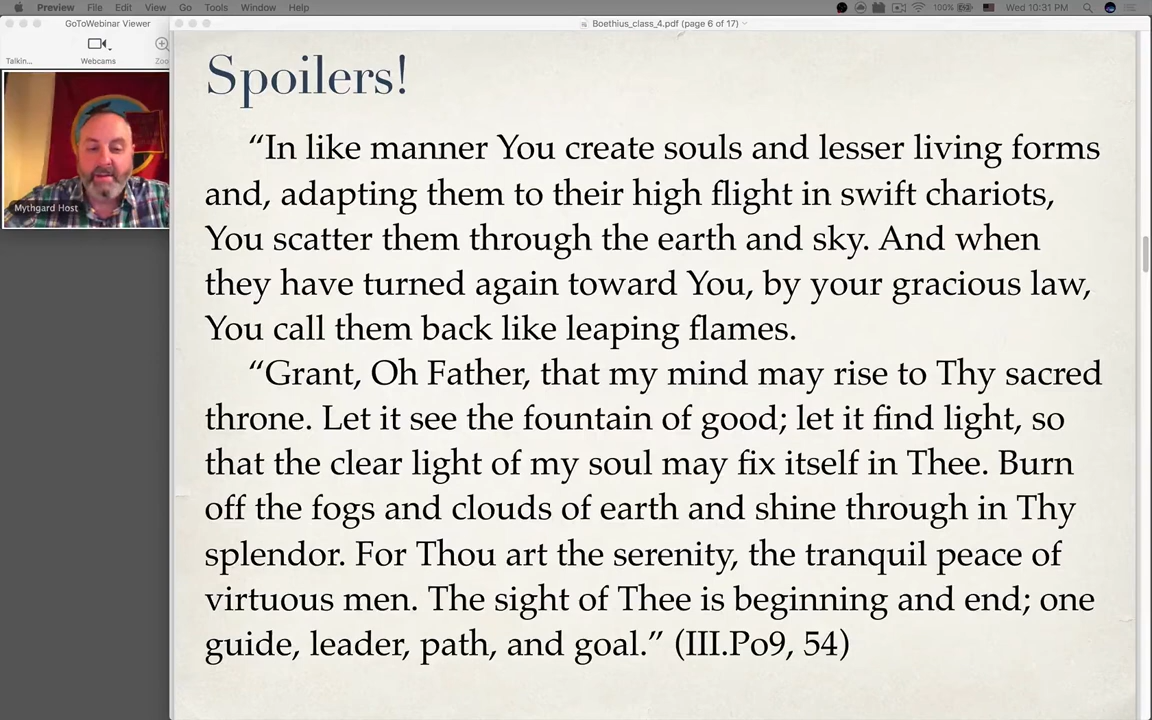 Preview File Edit View Go Tools Window Help 100% Wed 10:31 PM
GoToWebinar Viewer
Boethius_class_4.pdf (page 6 of 17)
Talkin... Webcams Zoo
Mythgard Host
Spoilers!
“In like manner You create souls and lesser living forms
and, adapting them to their high flight in swift chariots,
You scatter them through the earth and sky. And when
they have turned again toward You, by your gracious law,
You call them back like leaping flames.
“Grant, Oh Father, that my mind may rise to Thy sacred
throne. Let it see the fountain of good; let it find light, so
that the clear light of my soul may fix itself in Thee. Burn
off the fogs and clouds of earth and shine through in Thy
splendor. For Thou art the serenity, the tranquil peace of
virtuous men. The sight of Thee is beginning and end; one
guide, leader, path, and goal.” (III.Po9, 54)